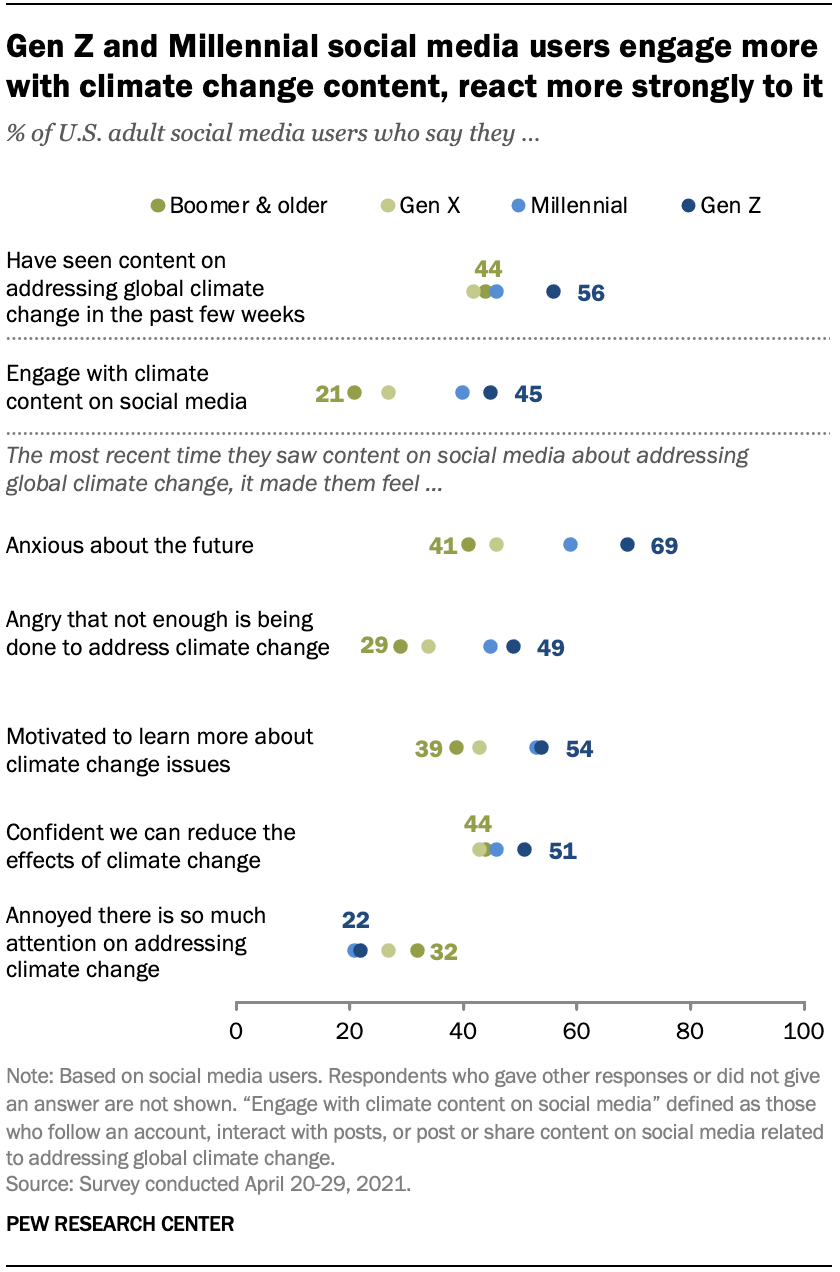 Gen Z and Millennial social media users engage more
with climate change content, react more strongly to it
% of U.S. adult social media users who say they ...
Boomer & older Gen X Millennial Gen Z
Have seen content on
addressing global climate
change in the past few weeks
44
56
Engage with climate
content on social media
21
45
The most recent time they saw content on social media about addressing
global climate change, it made them feel ...
Anxious about the future
41
69
Angry that not enough is being
done to address climate change
29
49
Motivated to learn more about
climate change issues
39
54
Confident we can reduce the
effects of climate change
44
51
Annoyed there is so much
attention on addressing
climate change
22
32
0 20 40 60 80 100
Note: Based on social media users. Respondents who gave other responses or did not give
an answer are not shown. “Engage with climate content on social media” defined as those
who follow an account, interact with posts, or post or share content on social media related
to addressing global climate change.
Source: Survey conducted April 20-29, 2021.
PEW RESEARCH CENTER